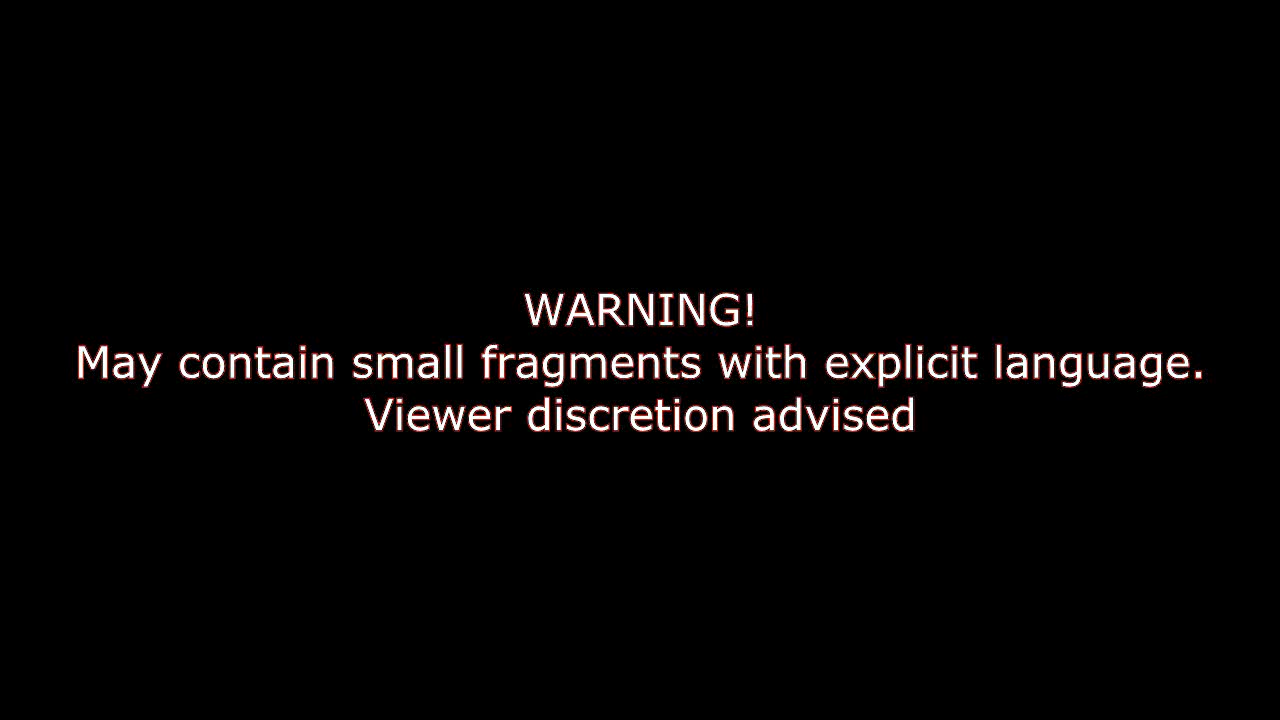 WARNING!
May contain small fragments with explicit language.
Viewer discretion advised